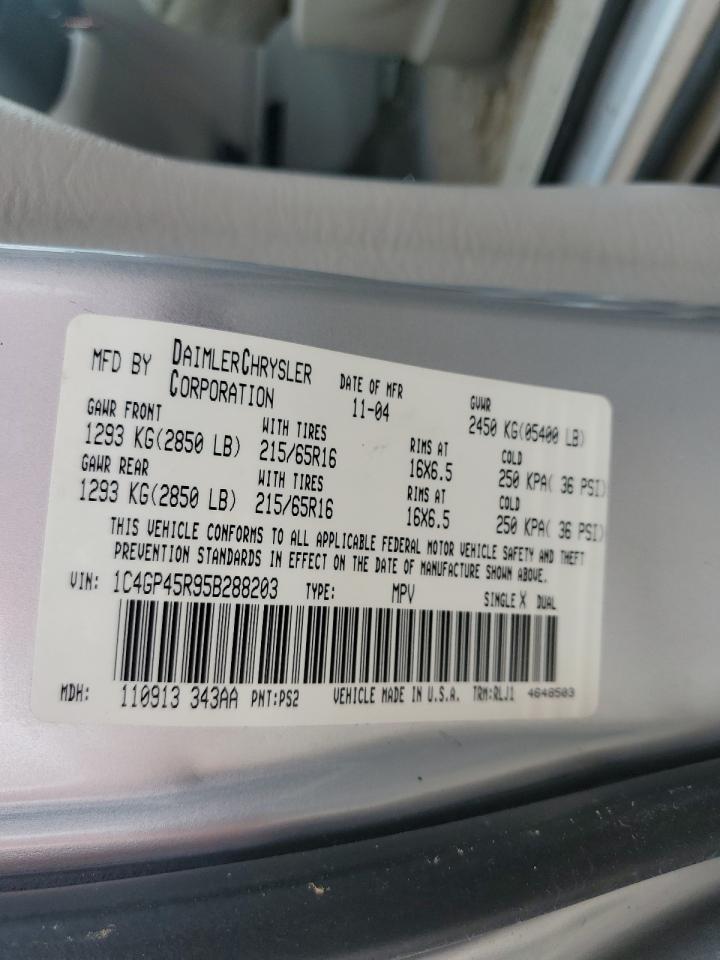 MFD BY DAIMLERCHRYSLER CORPORATION
DATE OF MFR 11-04
GVWR 2450 KG(05400 LB)
GAWR FRONT WITH TIRES RIMS AT COLD
1293 KG(2850 LB) 215/65R16 16X6.5 250 KPA( 36 PSI)
GAWR REAR WITH TIRES RIMS AT COLD
1293 KG(2850 LB) 215/65R16 16X6.5 250 KPA( 36 PSI)
THIS VEHICLE CONFORMS TO ALL APPLICABLE FEDERAL MOTOR VEHICLE SAFETY AND THEFT
PREVENTION STANDARDS IN EFFECT ON THE DATE OF MANUFACTURE SHOWN ABOVE.
VIN: 1C4GP45R95B288203 TYPE: MPV SINGLE X DUAL
MDH: 110913 343AA PNT:PS2 VEHICLE MADE IN U.S.A. TRM:RLJ1 4648503